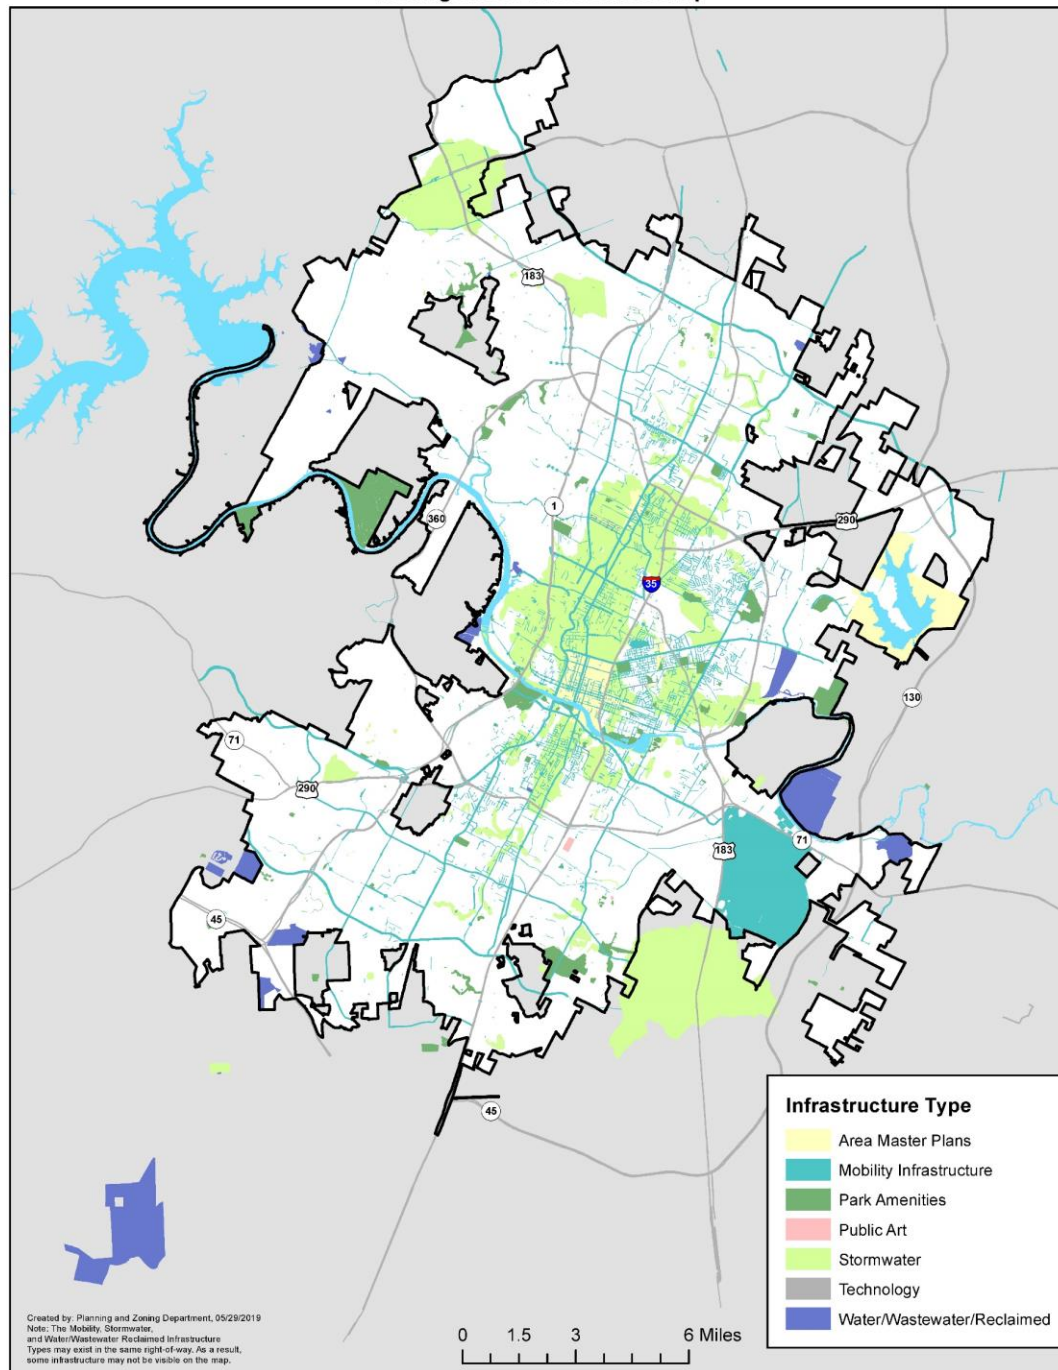 183
290
1
360
35
130
71
290
183
71
45
45
Infrastructure Type
Area Master Plans
Mobility Infrastructure
Park Amenities
Public Art
Stormwater
Technology
Water/Wastewater/Reclaimed
Created by: Planning and Zoning Department, 05/29/2019
Note: The Mobility, Stormwater,
and Water/Wastewater Reclaimed Infrastructure
Types may exist in the same right-of-way. As a result,
some infrastructure may not be visible on the map.
0 1.5 3 6 Miles